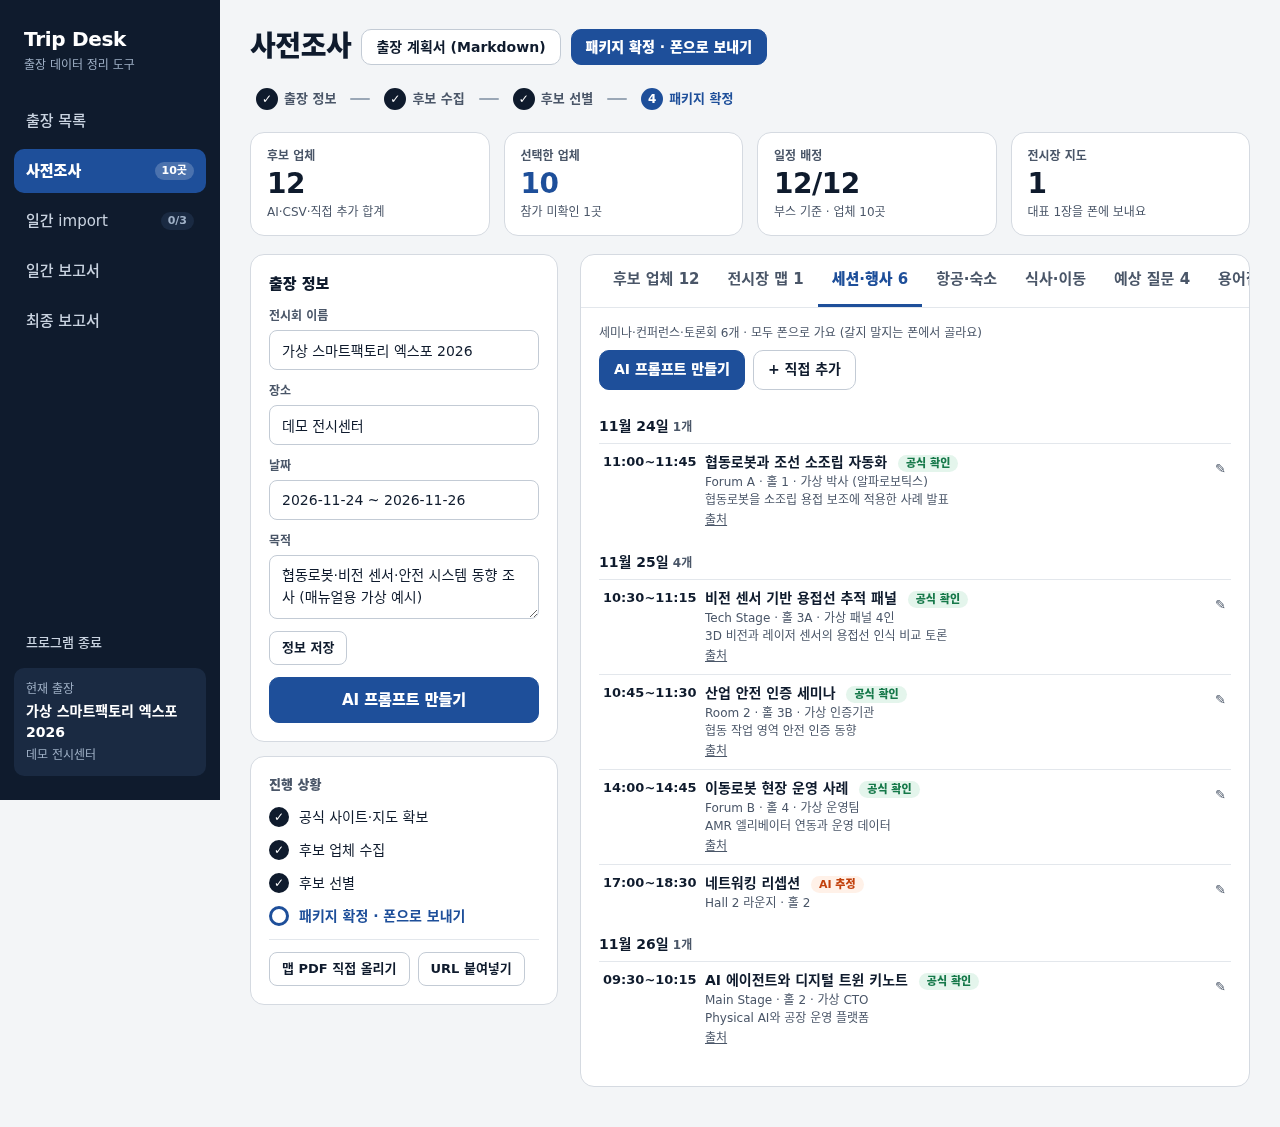 Trip Desk
출장 데이터 정리 도구
출장 목록
사전조사 10곳
일간 import 0/3
일간 보고서
최종 보고서
프로그램 종료
현재 출장
가상 스마트팩토리 엑스포
2026
데모 전시센터
사전조사 출장 계획서 (Markdown) 패키지 확정 · 폰으로 보내기
✓ 출장 정보 ✓ 후보 수집 ✓ 후보 선별 4 패키지 확정
후보 업체
12
AI·CSV·직접 추가 합계
선택한 업체
10
참가 미확인 1곳
일정 배정
12/12
부스 기준 · 업체 10곳
전시장 지도
1
대표 1장을 폰에 보내요
출장 정보
전시회 이름
가상 스마트팩토리 엑스포 2026
장소
데모 전시센터
날짜
2026-11-24 ~ 2026-11-26
목적
협동로봇·비전 센서·안전 시스템 동향 조
사 (매뉴얼용 가상 예시)
정보 저장
AI 프롬프트 만들기
진행 상황
✓ 공식 사이트·지도 확보
✓ 후보 업체 수집
✓ 후보 선별
패키지 확정 · 폰으로 보내기
맵 PDF 직접 올리기 URL 붙여넣기
후보 업체 12 전시장 맵 1 세션·행사 6 항공·숙소 식사·이동 예상 질문 4
세미나·컨퍼런스·토론회 6개 · 모두 폰으로 가요 (갈지 말지는 폰에서 골라요)
AI 프롬프트 만들기 + 직접 추가
11월 24일 1개
11:00~11:45 협동로봇과 조선 소조립 자동화 공식 확인
Forum A · 홀 1 · 가상 박사 (알파로보틱스)
협동로봇을 소조립 용접 보조에 적용한 사례 발표
출처
11월 25일 4개
10:30~11:15 비전 센서 기반 용접선 추적 패널 공식 확인
Tech Stage · 홀 3A · 가상 패널 4인
3D 비전과 레이저 센서의 용접선 인식 비교 토론
출처
10:45~11:30 산업 안전 인증 세미나 공식 확인
Room 2 · 홀 3B · 가상 인증기관
협동 작업 영역 안전 인증 동향
출처
14:00~14:45 이동로봇 현장 운영 사례 공식 확인
Forum B · 홀 4 · 가상 운영팀
AMR 엘리베이터 연동과 운영 데이터
출처
17:00~18:30 네트워킹 리셉션 AI 추정
Hall 2 라운지 · 홀 2
11월 26일 1개
09:30~10:15 AI 에이전트와 디지털 트윈 키노트 공식 확인
Main Stage · 홀 2 · 가상 CTO
Physical AI와 공장 운영 플랫폼
출처